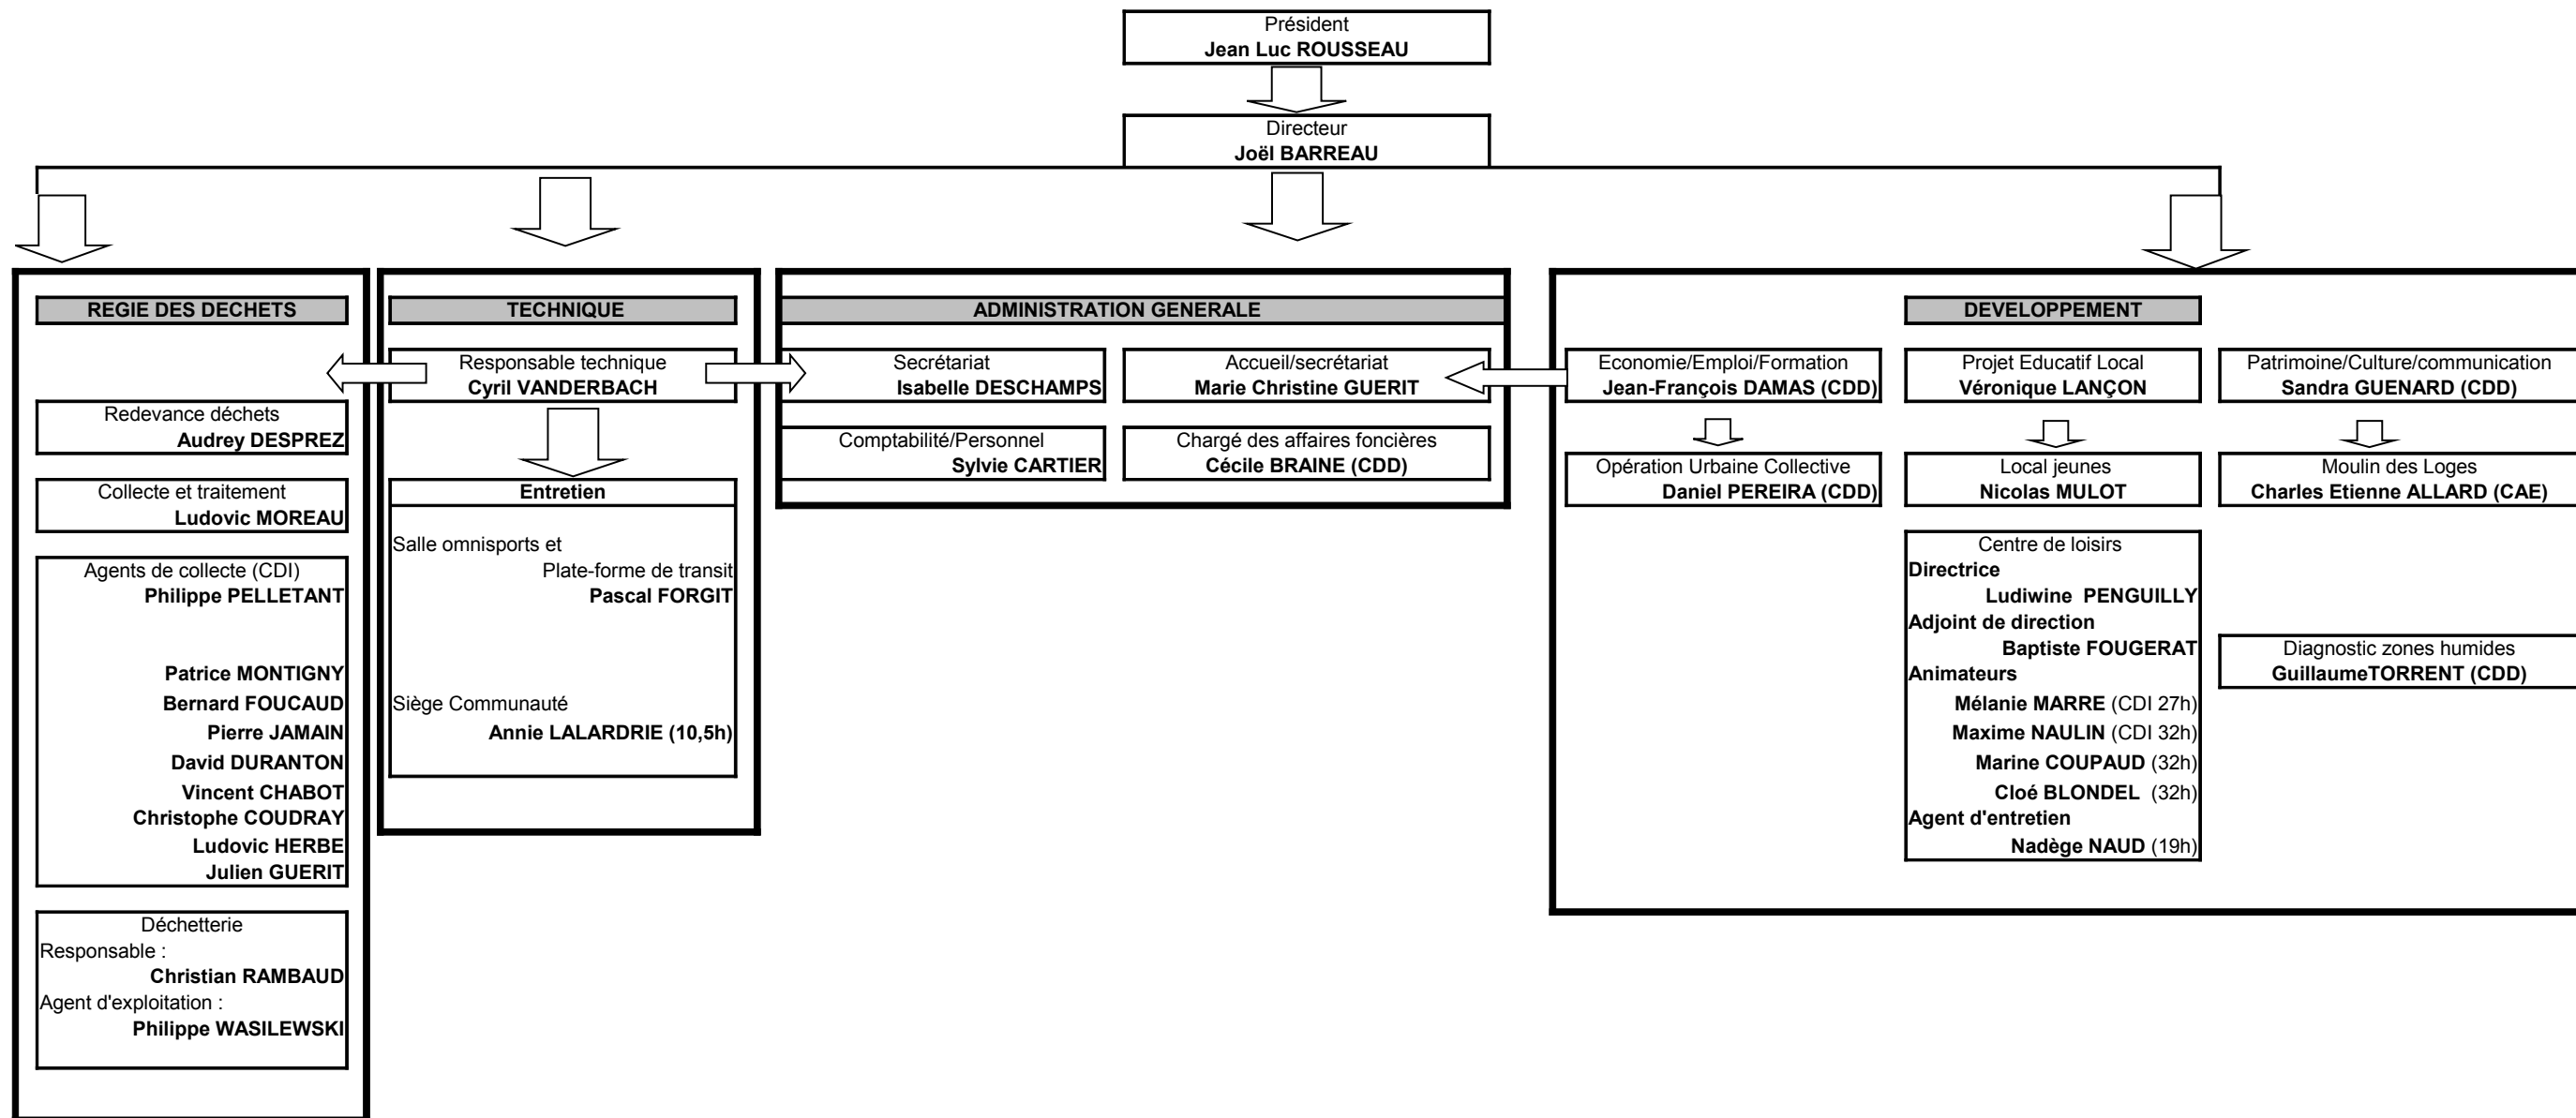 Président
Jean Luc ROUSSEAU
Directeur
Joël BARREAU
REGIE DES DECHETS
Redevance déchets
Audrey DESPREZ
Collecte et traitement
Ludovic MOREAU
Agents de collecte (CDI)
Philippe PELLETANT
Patrice MONTIGNY
Bernard FOUCAUD
Pierre JAMAIN
David DURANTON
Vincent CHABOT
Christophe COUDRAY
Ludovic HERBE
Julien GUERIT
Déchetterie
Responsable :
Christian RAMBAUD
Agent d'exploitation :
Philippe WASILEWSKI
TECHNIQUE
Responsable technique
Cyril VANDERBACH
Entretien
Salle omnisports et
Plate-forme de transit
Pascal FORGIT
Siège Communauté
Annie LALARDRIE (10,5h)
ADMINISTRATION GENERALE
Secrétariat
Isabelle DESCHAMPS
Accueil/secrétariat
Marie Christine GUERIT
Comptabilité/Personnel
Sylvie CARTIER
Chargé des affaires foncières
Cécile BRAINE (CDD)
DEVELOPPEMENT
Economie/Emploi/Formation
Jean-François DAMAS (CDD)
Opération Urbaine Collective
Daniel PEREIRA (CDD)
Projet Educatif Local
Véronique LANÇON
Local jeunes
Nicolas MULOT
Centre de loisirs
Directrice
Ludiwine PENGUILLY
Adjoint de direction
Baptiste FOUGERAT
Animateurs
Mélanie MARRE (CDI 27h)
Maxime NAULIN (CDI 32h)
Marine COUPAUD (32h)
Cloé BLONDEL (32h)
Agent d'entretien
Nadège NAUD (19h)
Patrimoine/Culture/communication
Sandra GUENARD (CDD)
Moulin des Loges
Charles Etienne ALLARD (CAE)
Diagnostic zones humides
GuillaumeTORRENT (CDD)